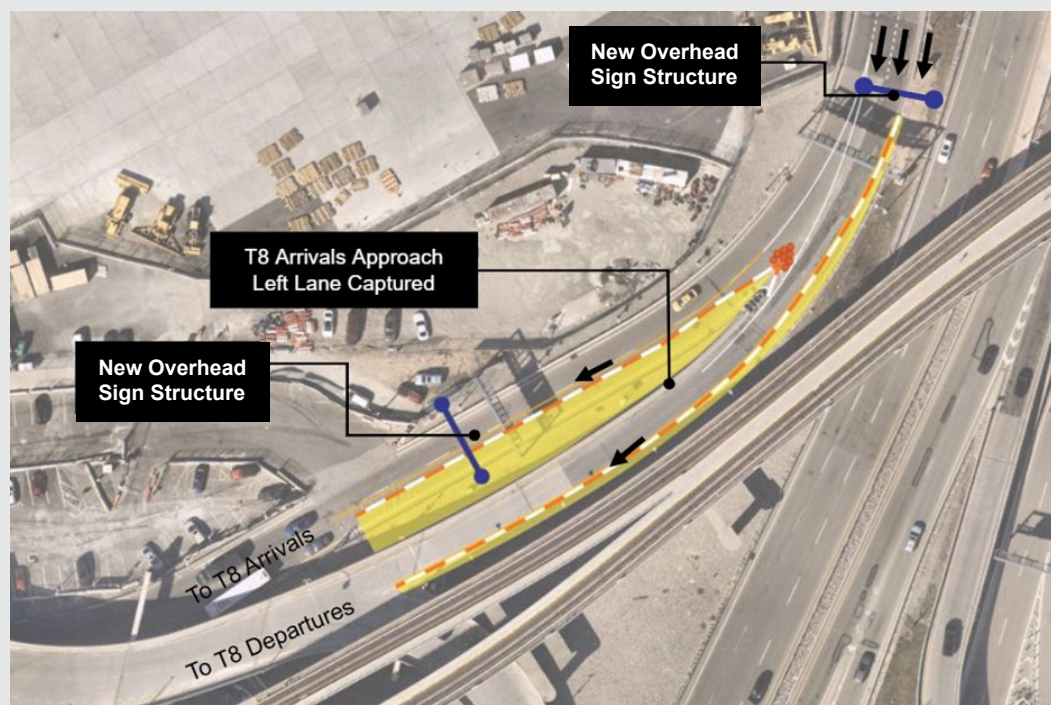 New Overhead
Sign Structure
T8 Arrivals Approach
Left Lane Captured
New Overhead
Sign Structure
To T8 Arrivals
To T8 Departures